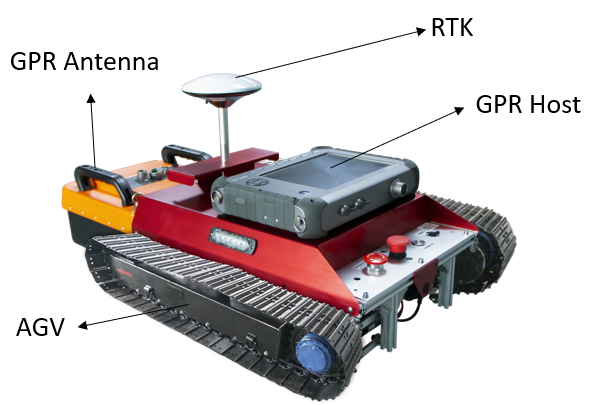 RTK
GPR Antenna
GPR Host
AGV